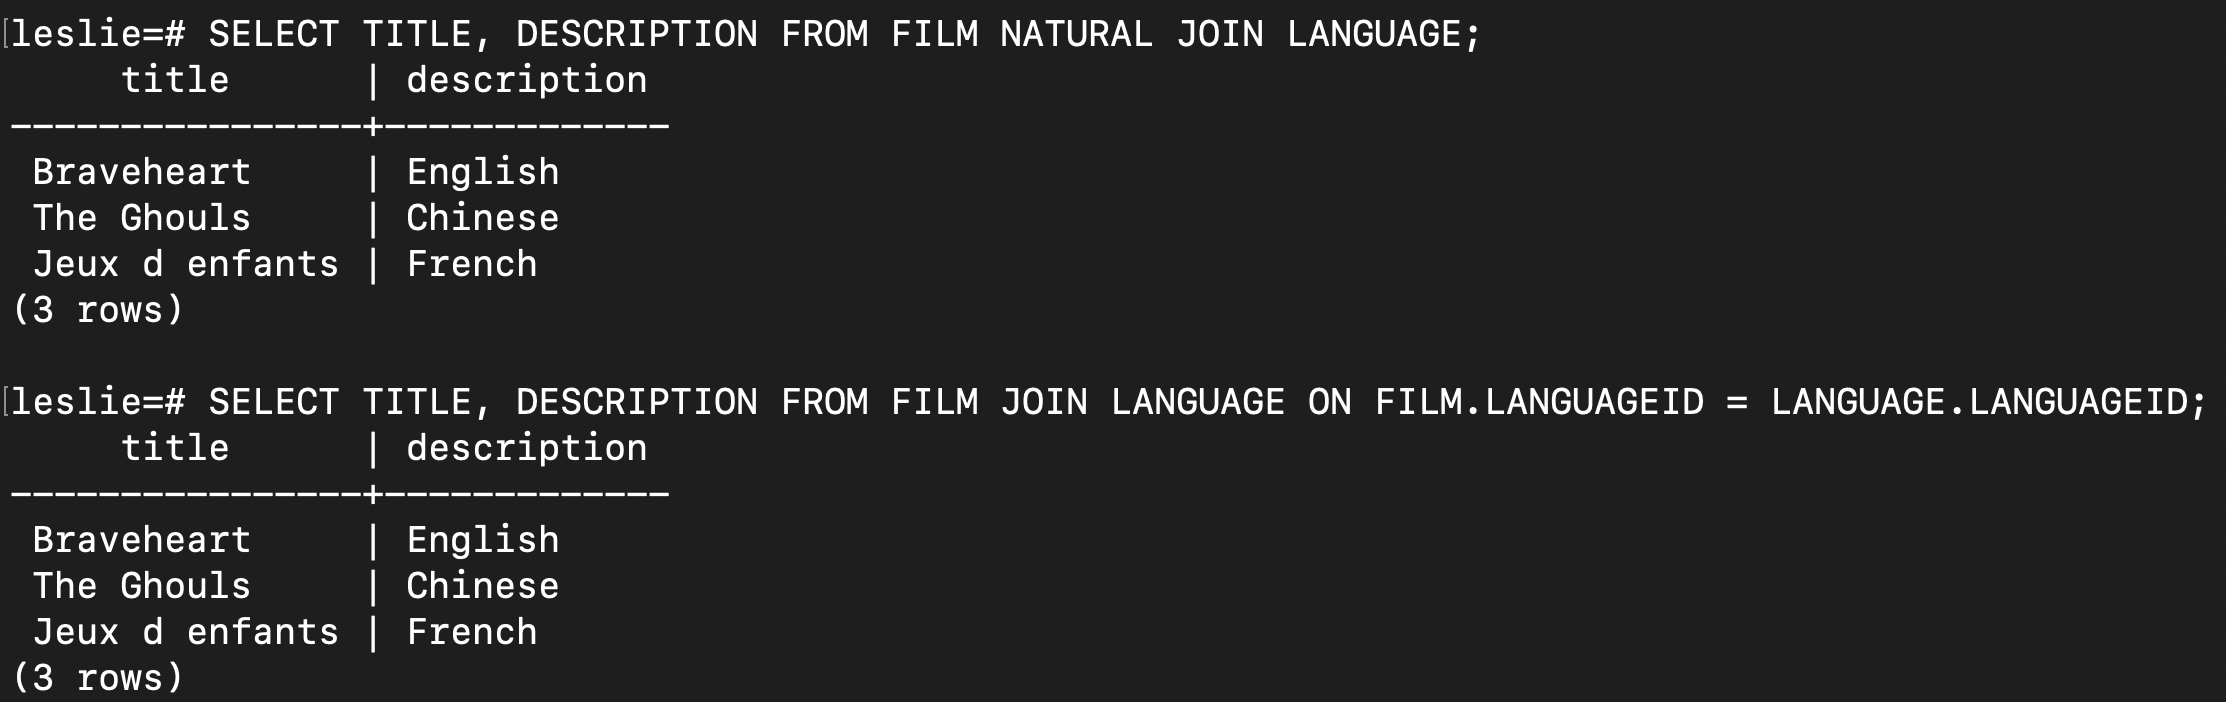 leslie=# SELECT TITLE, DESCRIPTION FROM FILM NATURAL JOIN LANGUAGE;
     title      | description
----------------+-------------
 Braveheart     | English
 The Ghouls     | Chinese
 Jeux d enfants | French
(3 rows)

leslie=# SELECT TITLE, DESCRIPTION FROM FILM JOIN LANGUAGE ON FILM.LANGUAGEID = LANGUAGE.LANGUAGEID;
     title      | description
----------------+-------------
 Braveheart     | English
 The Ghouls     | Chinese
 Jeux d enfants | French
(3 rows)